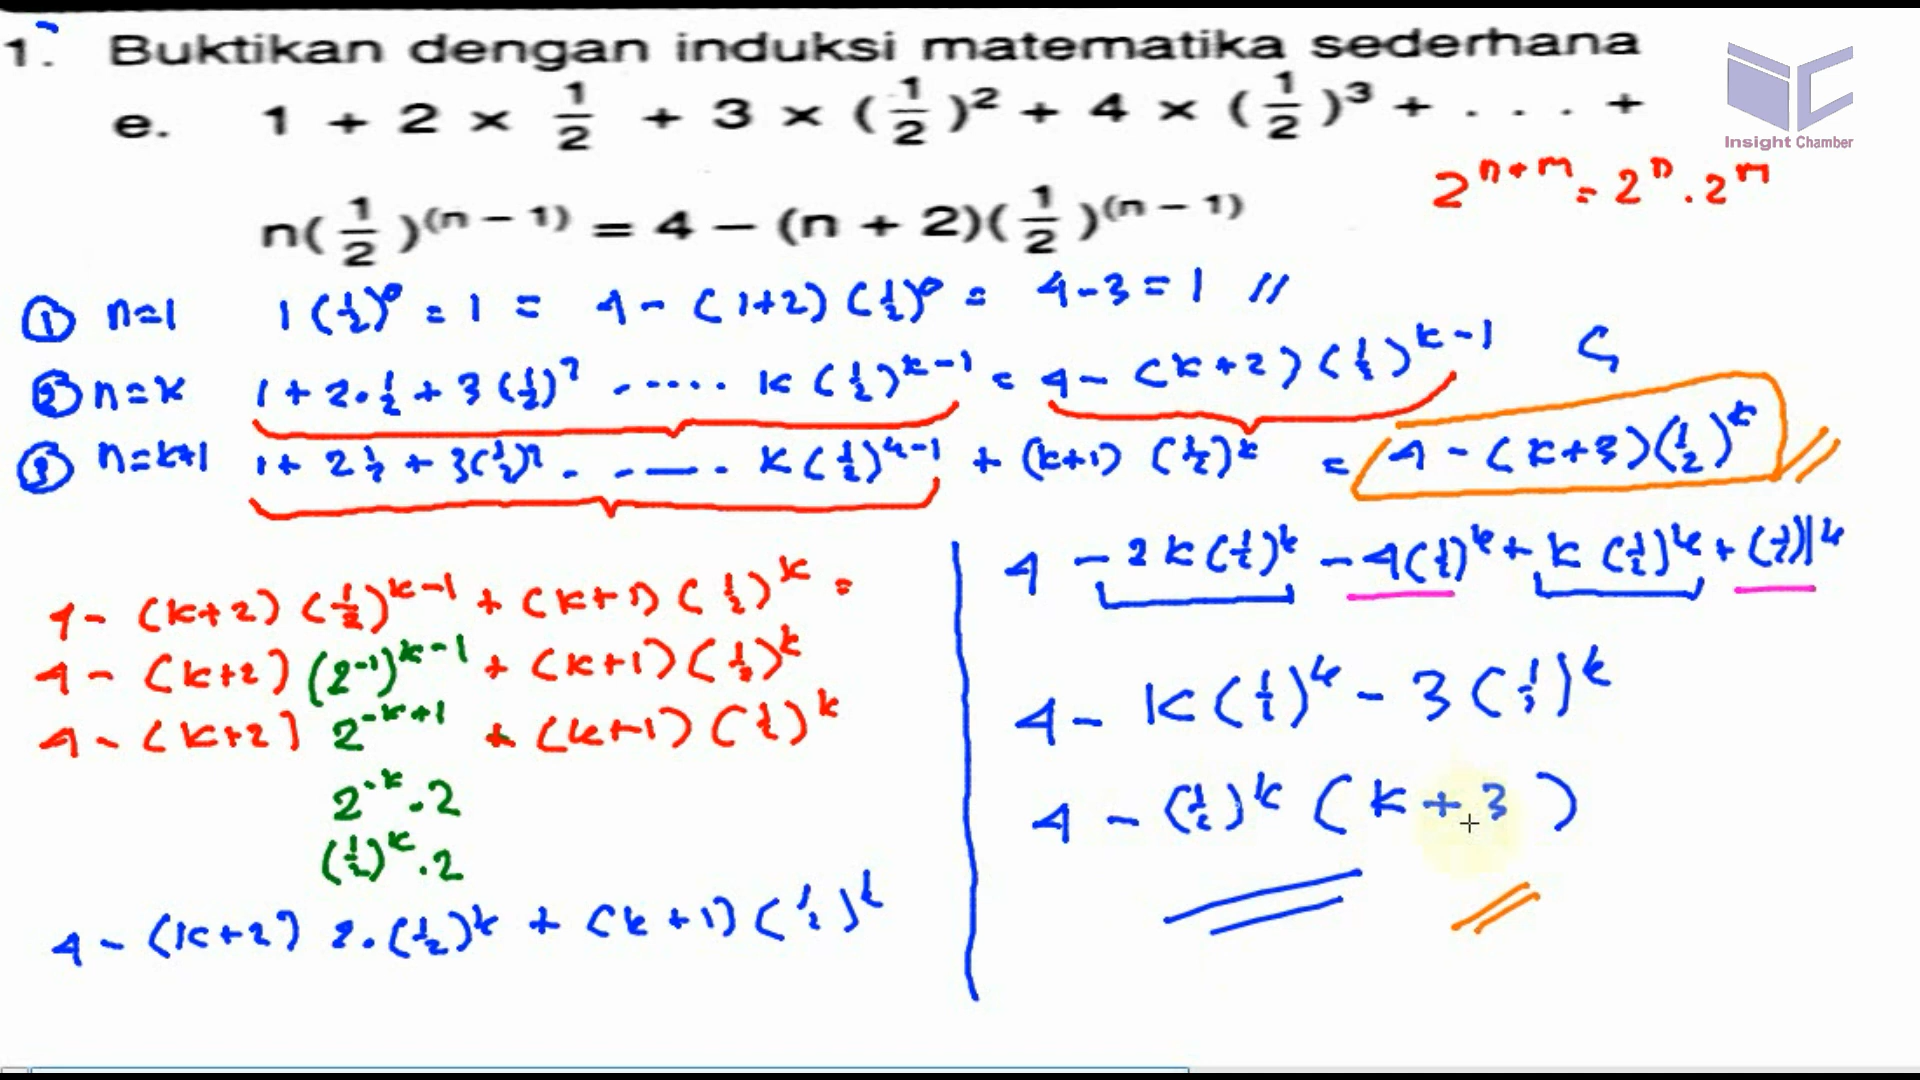 1. Buktikan dengan induksi matematika sederhana
e. 1 + 2 × 1/2 + 3 × (1/2)^2 + 4 × (1/2)^3 + . . . +
Insight Chamber
2^(n+m) = 2^n . 2^m
n(1/2)^(n − 1) = 4 − (n + 2)(1/2)^(n − 1)
① n=1 1(1/2)^0 = 1 = 4 - (1+2)(1/2)^0 = 4-3 = 1 //
② n=k 1 + 2.1/2 + 3(1/2)^2 ...... k(1/2)^(k-1) = 4 - (k+2)(1/2)^(k-1)
③ n=k+1 1 + 2 1/2 + 3(1/2)^2 . . — . k(1/2)^(k-1) + (k+1)(1/2)^k = 4 - (k+3)(1/2)^k //
4 - (k+2)(1/2)^(k-1) + (k+1)(1/2)^k =
4 - (k+2)(2^-1)^(k-1) + (k+1)(1/2)^k
4 - (k+2) 2^(-k+1) + (k+1)(1/2)^k
2^-k . 2
(1/2)^k . 2
4 - (k+2) 2.(1/2)^k + (k+1)(1/2)^k
4 - 2k(1/2)^k - 4(1/2)^k + k(1/2)^k + (1/2)^k
4 - k(1/2)^k - 3(1/2)^k
4 - (1/2)^k (k+3)